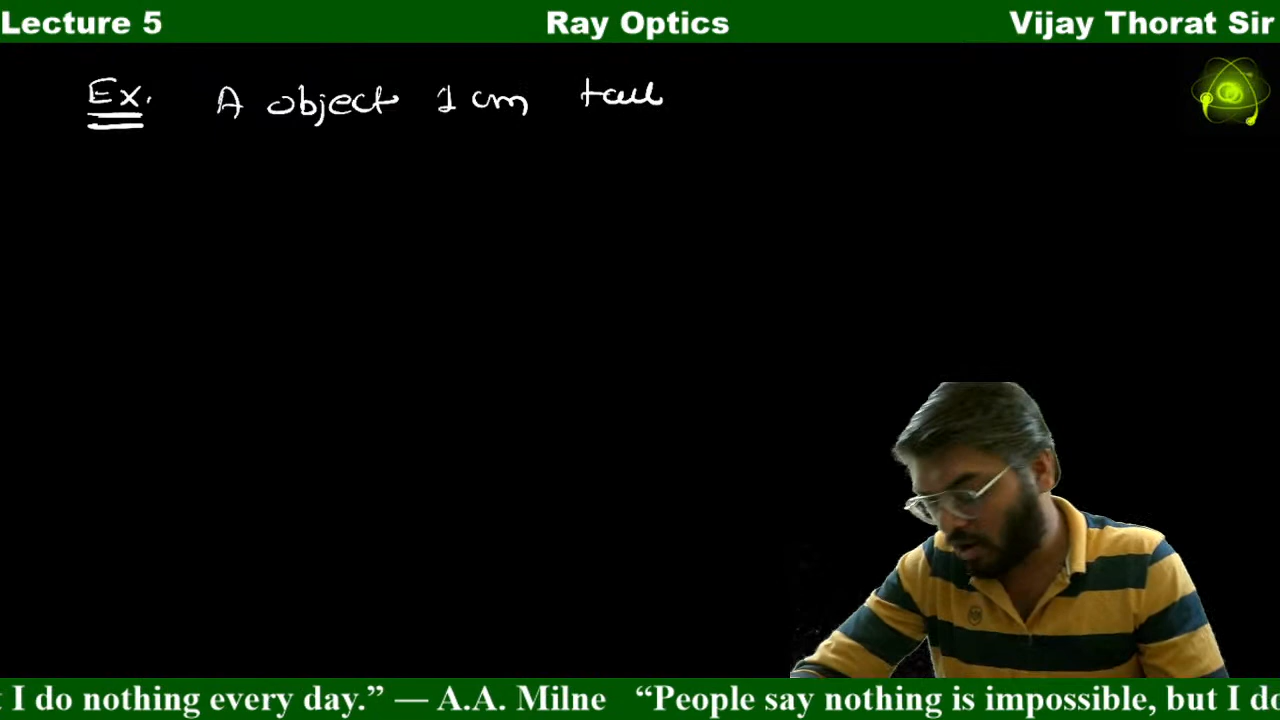 Lecture 5 Ray Optics Vijay Thorat Sir
Ex. A object 1 cm tall
t I do nothing every day.” — A.A. Milne “People say nothing is impossible, but I do